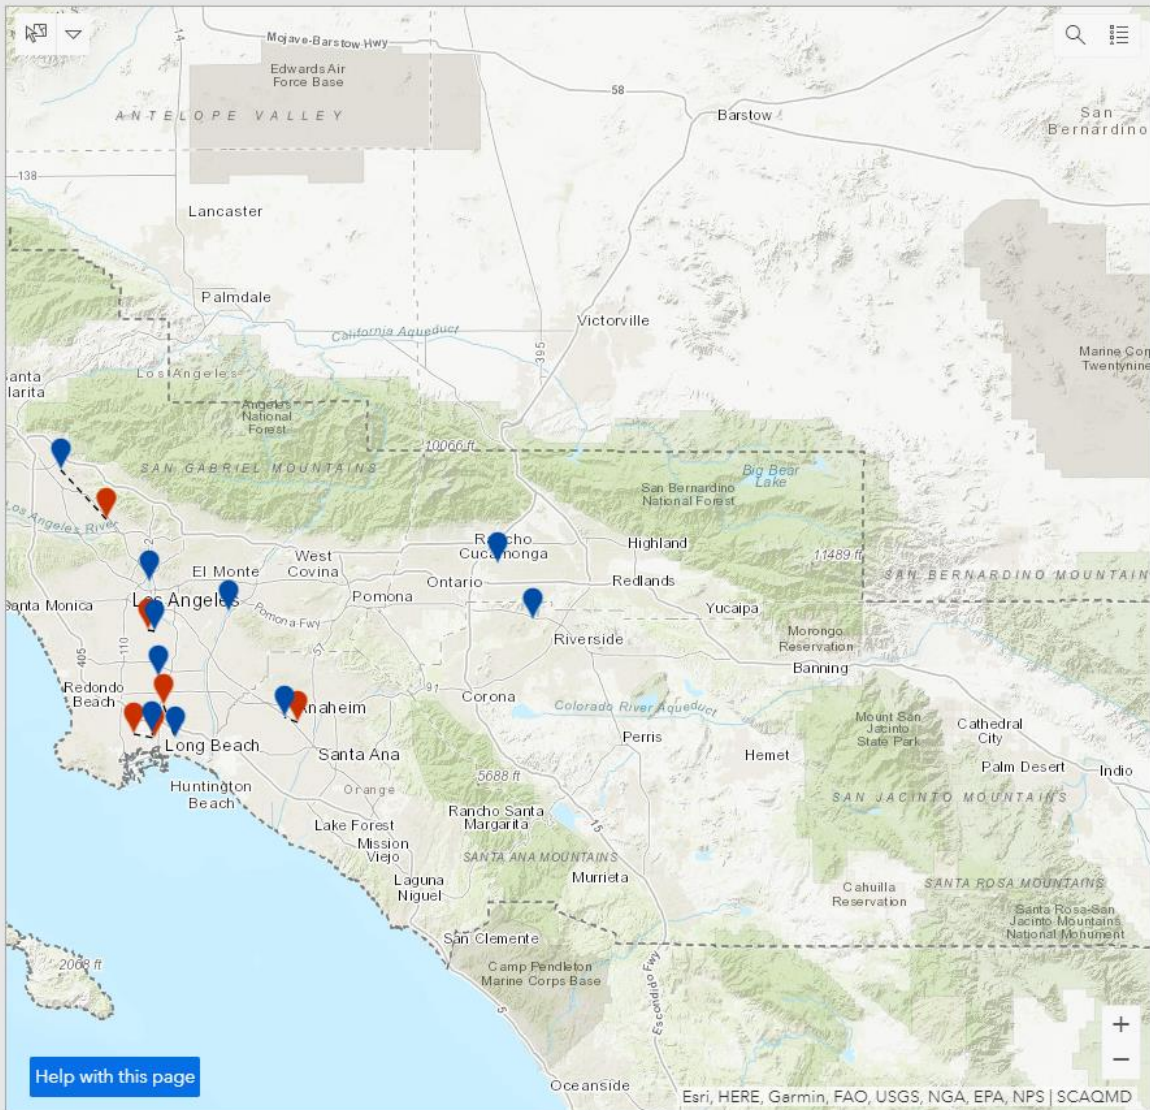 14
Mojave-Barstow Hwy
Edwards Air
Force Base
58
ANTELOPE VALLEY
Barstow
San
Bernardino
138
Lancaster
Palmdale
California Aqueduct
Victorville
395
Marine Cor
Twentynine
anta
larita
Los Angeles
Angeles
National
Forest
10066 ft
SAN GABRIEL MOUNTAINS
Big Bear
Lake
San Bernardino
National Forest
Los Angeles River
2
West
Covina
Rancho
Cucamonga
Highland
11489 ft
El Monte
Ontario
Redlands
SAN BERNARDINO MOUNTAIN
anta Monica
Los Angeles
Pomona
Pomona Fwy
Yucaipa
110
57
Riverside
Morongo
Reservation
405
Banning
Redondo
Beach
91
Corona
Anaheim
Colorado River Aqueduct
Mount San
Jacinto
State Park
Cathedral
City
Long Beach
Santa Ana
Perris
Hemet
Palm Desert
Indio
Huntington
Beach
Orange
5688 ft
SAN JACINTO MOUNTAINS
Rancho Santa
Margarita
Lake Forest
15
Mission
Viejo
SANTA ANA MOUNTAINS
Laguna
Niguel
Murrieta
Cahuilla
Reservation
SANTA ROSA MOUNTAINS
Santa Rosa-San
Jacinto Mountains
National Monument
San Clemente
2068 ft
Camp Pendleton
Marine Corps Base
Escondido Fwy
5
+
−
Help with this page
Oceanside
Esri, HERE, Garmin, FAO, USGS, NGA, EPA, NPS | SCAQMD